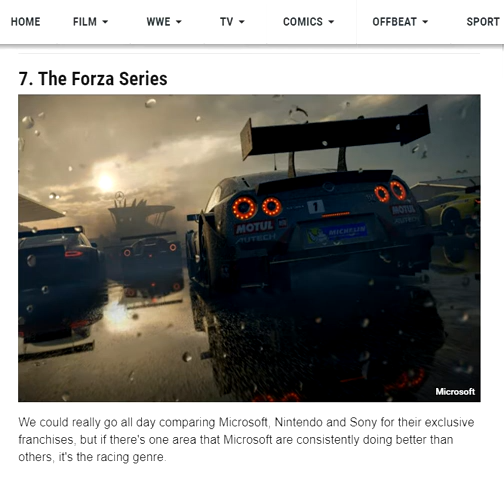 HOME FILM WWE TV COMICS OFFBEAT SPORT
7. The Forza Series
1
MOTUL
AUTECH
MOTUL
MICHELIN
Microsoft
We could really go all day comparing Microsoft, Nintendo and Sony for their exclusive
franchises, but if there's one area that Microsoft are consistently doing better than
others, it's the racing genre.